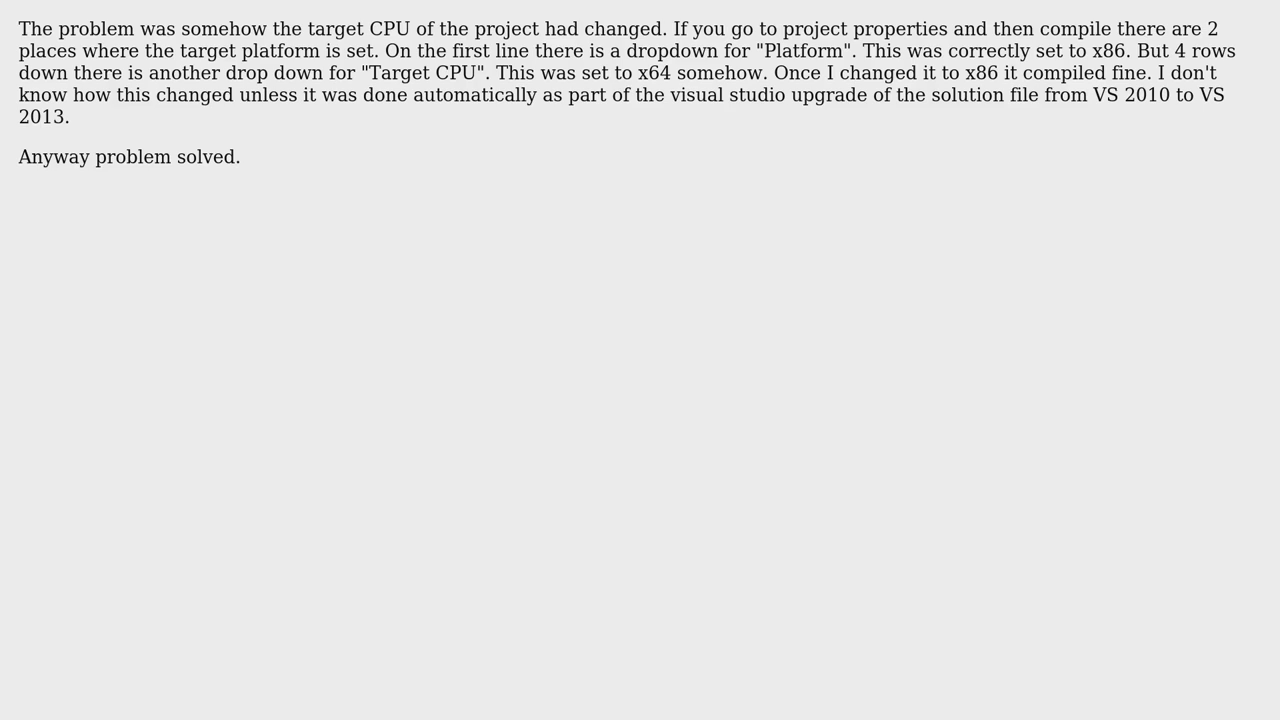 The problem was somehow the target CPU of the project had changed. If you go to project properties and then compile there are 2
places where the target platform is set. On the first line there is a dropdown for "Platform". This was correctly set to x86. But 4 rows
down there is another drop down for "Target CPU". This was set to x64 somehow. Once I changed it to x86 it compiled fine. I don't
know how this changed unless it was done automatically as part of the visual studio upgrade of the solution file from VS 2010 to VS
2013.
Anyway problem solved.